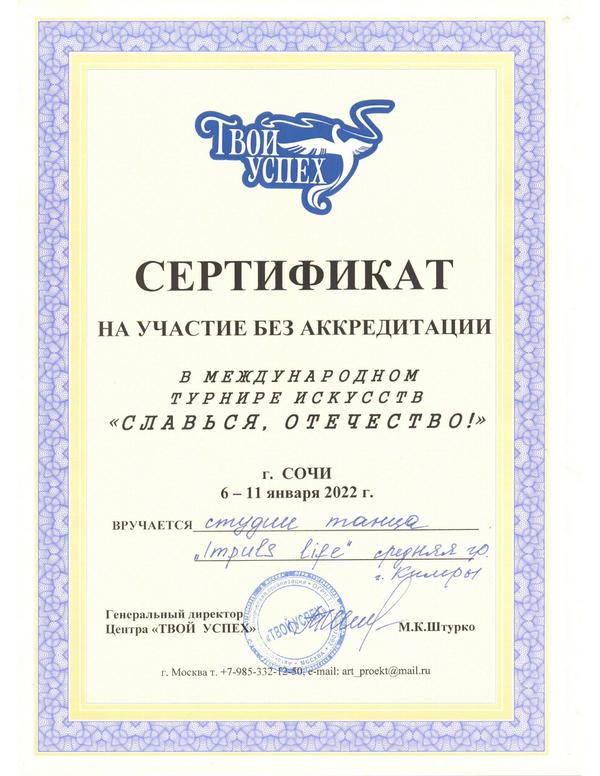 ТВОЙ
УСПЕХ
СЕРТИФИКАТ
НА УЧАСТИЕ БЕЗ АККРЕДИТАЦИИ
В МЕЖДУНАРОДНОМ
ТУРНИРЕ ИСКУССТВ
«СЛАВЬСЯ, ОТЕЧЕСТВО!»
г. СОЧИ
6 – 11 января 2022 г.
ВРУЧАЕТСЯ студии танца
„Impuls life" средняя гр.
г. Кимры
Генеральный директор
Центра «ТВОЙ УСПЕХ»
«ТВОЙ УСПЕХ»
М.К.Штурко
г. Москва т. +7-985-332-12-50, e-mail: art_proekt@mail.ru